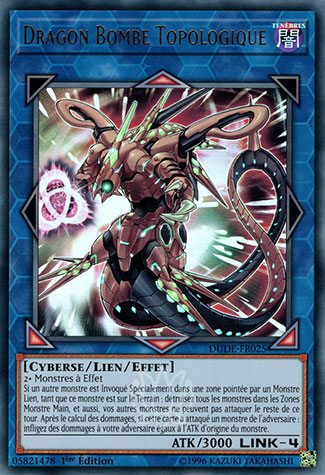 DRAGON BOMBE TOPOLOGIQUE
TÉNÈBRES
闇
DUDE-FR025
[CYBERSE/LIEN/EFFET]
2+ Monstres à Effet
Si un autre monstre est Invoqué Spécialement dans une zone pointée par un Monstre
Lien, tant que ce monstre est sur le Terrain : détruisez tous les monstres dans les Zones
Monstre Main, et aussi, vos autres monstres ne peuvent pas attaquer le reste de ce
tour. Après le calcul des dommages, si cette carte a attaqué un monstre de l'adversaire :
infligez des dommages à votre adversaire égaux à l'ATK d'origine du monstre.
ATK/3000 LINK-4
05821478 1st Edition ©1996 KAZUKI TAKAHASHI